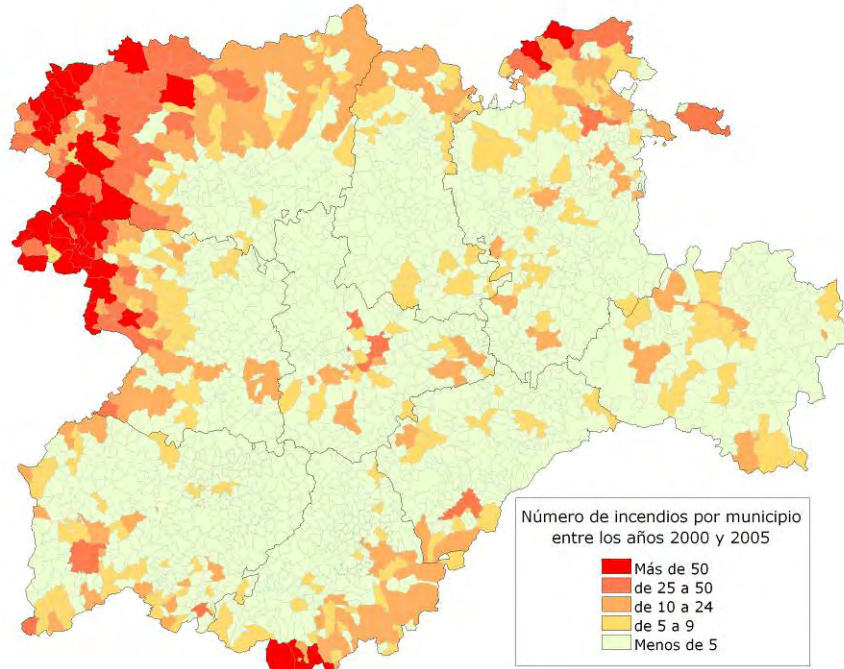 Número de incendios por municipio
entre los años 2000 y 2005
Más de 50
de 25 a 50
de 10 a 24
de 5 a 9
Menos de 5